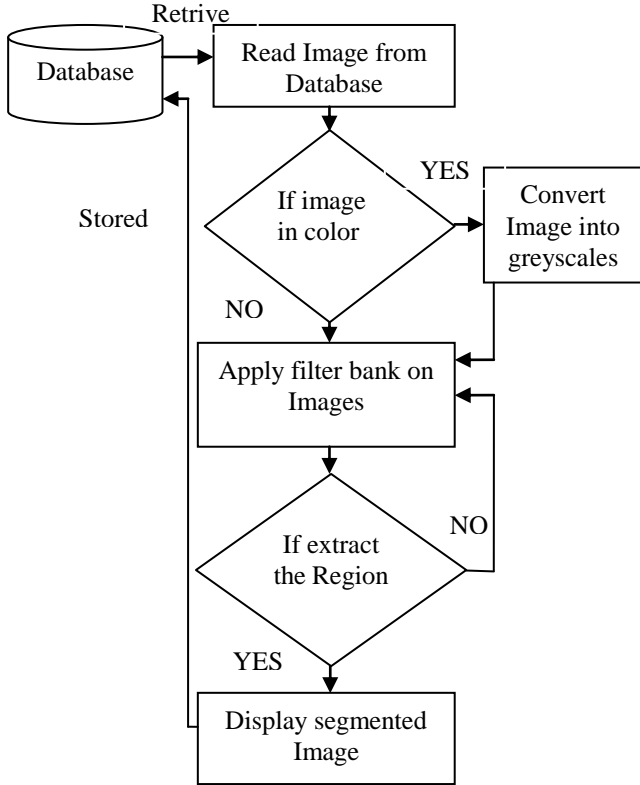 Retrive
Database
Read Image from
Database
YES
If image
in color
Convert
Image into
greyscales
Stored
NO
Apply filter bank on
Images
NO
If extract
the Region
YES
Display segmented
Image